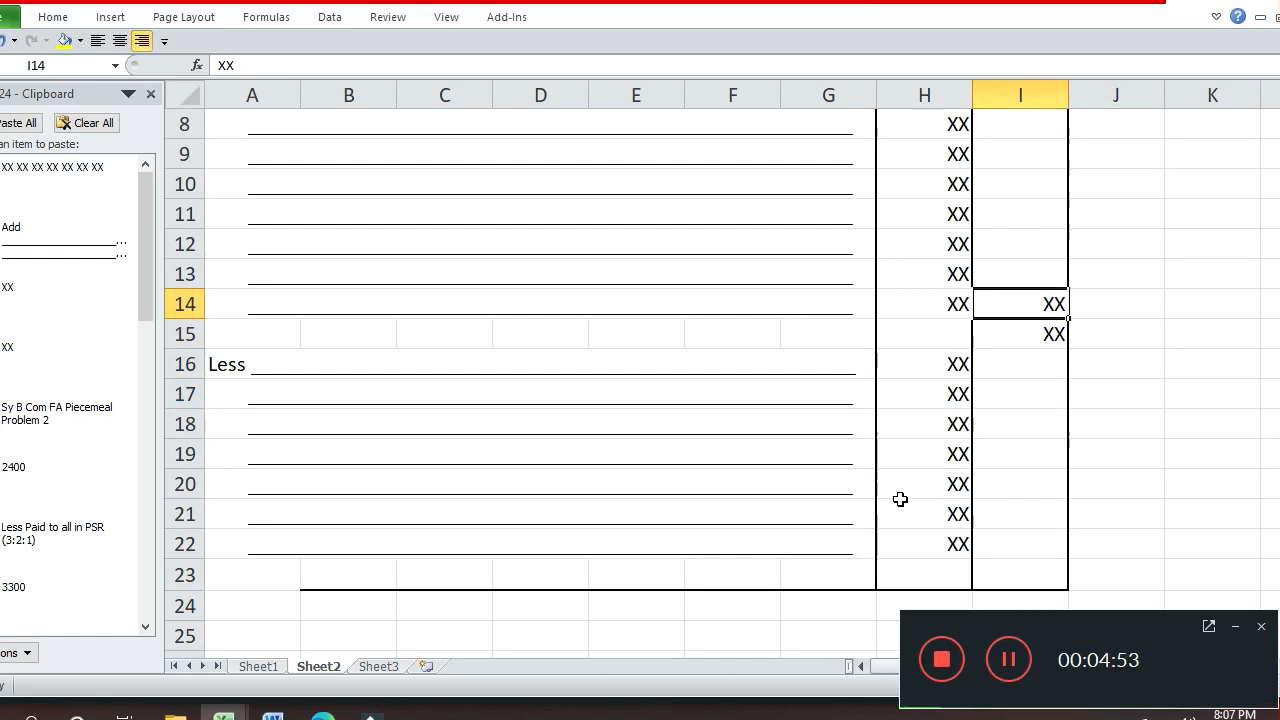 e Home Insert Page Layout Formulas Data Review View Add-Ins
I14 fx XX
24 - Clipboard
Paste All Clear All
an item to paste:
XX XX XX XX XX XX XX
Add
____________________...
____________________...
XX
XX
Sy B Com FA Piecemeal
Problem 2
2400
Less Paid to all in PSR
(3:2:1)
3300
ons
A B C D E F G H I J K
8 XX
9 XX
10 XX
11 XX
12 XX
13 XX
14 XX XX
15 XX
16 Less XX
17 XX
18 XX
19 XX
20 XX
21 XX
22 XX
23
24
25
Sheet1 Sheet2 Sheet3
y
00:04:53
8:07 PM